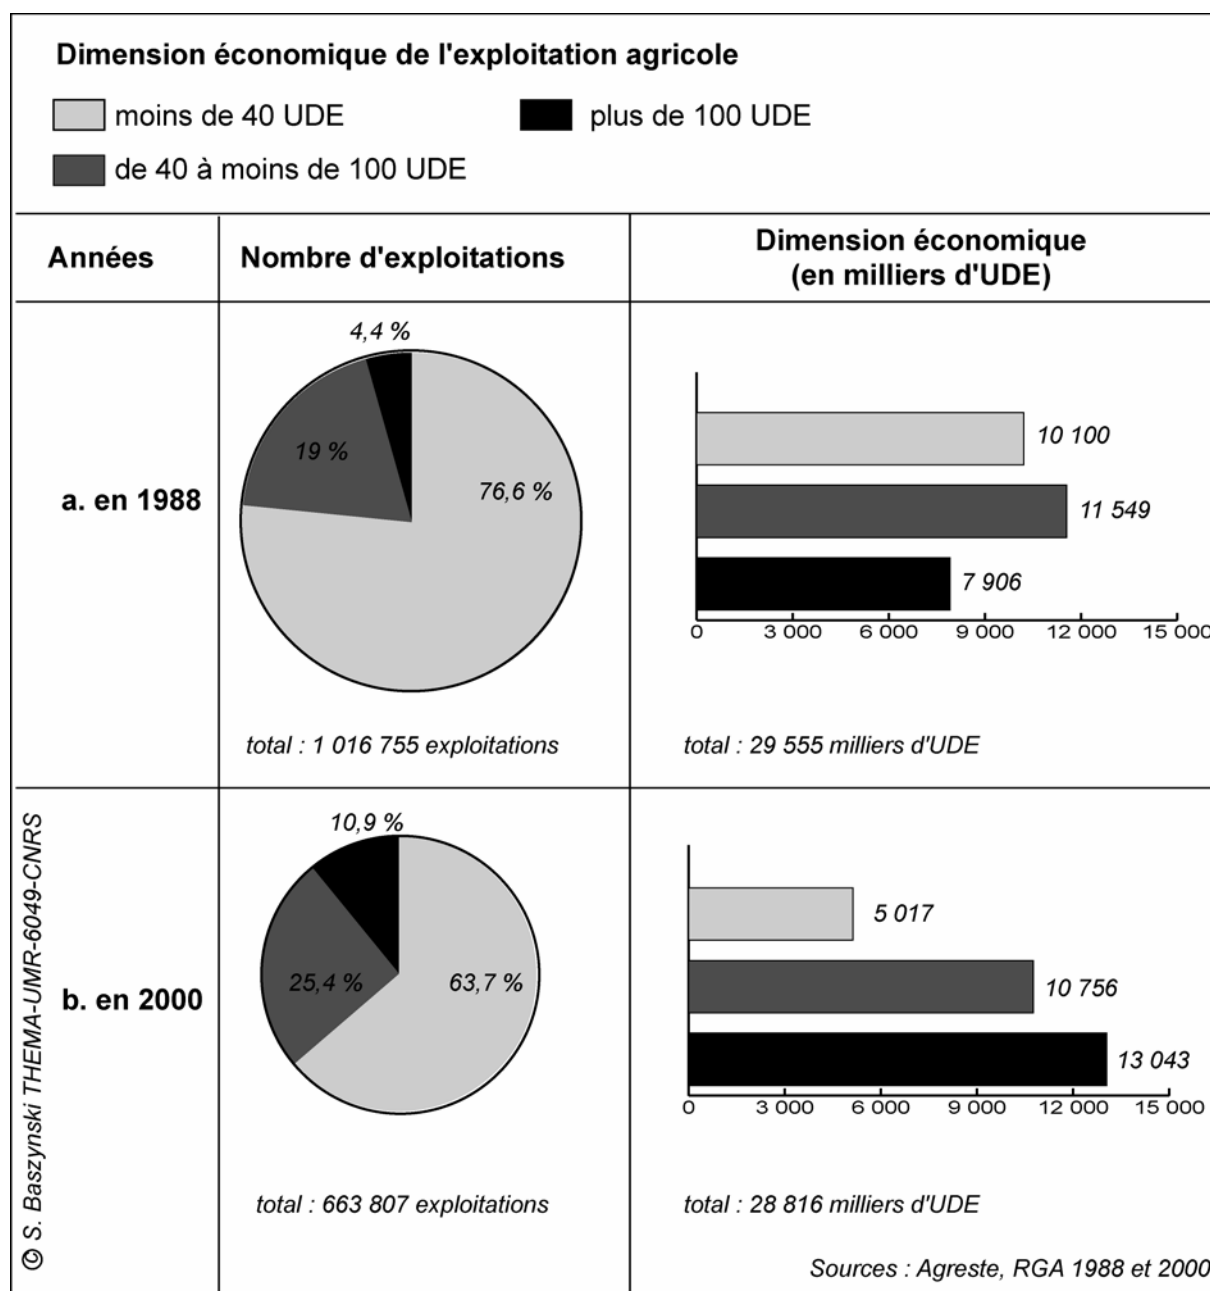 Dimension économique de l'exploitation agricole
moins de 40 UDE
plus de 100 UDE
de 40 à moins de 100 UDE
Années
Nombre d'exploitations
Dimension économique
(en milliers d'UDE)
a. en 1988
4,4 %
19 %
76,6 %
total : 1 016 755 exploitations
10 100
11 549
7 906
0 3 000 6 000 9 000 12 000 15 000
total : 29 555 milliers d'UDE
b. en 2000
10,9 %
25,4 %
63,7 %
total : 663 807 exploitations
5 017
10 756
13 043
0 3 000 6 000 9 000 12 000 15 000
total : 28 816 milliers d'UDE
© S. Baszynski THEMA-UMR-6049-CNRS
Sources : Agreste, RGA 1988 et 2000